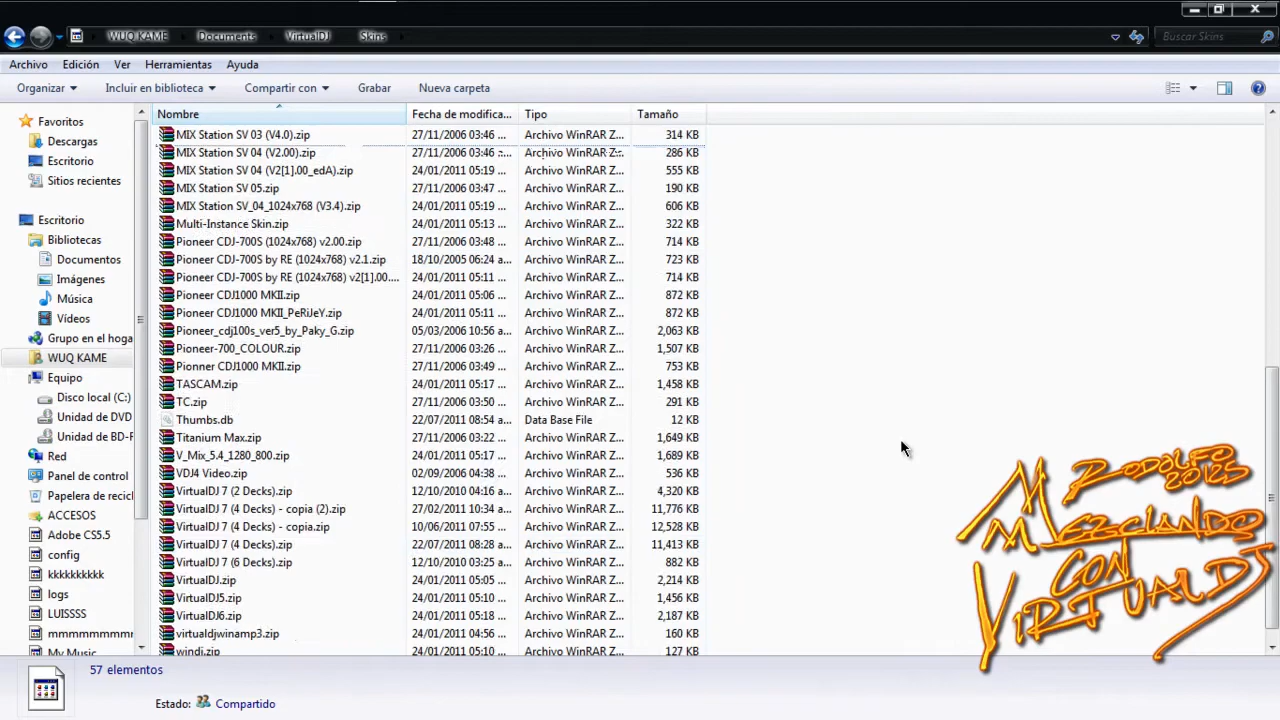 WUQ KAME Documents VirtualDJ Skins Buscar Skins
Archivo Edición Ver Herramientas Ayuda
Organizar Incluir en biblioteca Compartir con Grabar Nueva carpeta
Favoritos
Descargas
Escritorio
Sitios recientes
Escritorio
Bibliotecas
Documentos
Imágenes
Música
Vídeos
Grupo en el hoga
WUQ KAME
Equipo
Disco local (C:)
Unidad de DVD
Unidad de BD-F
Red
Panel de control
Papelera de recicl
ACCESOS
Adobe CS5.5
config
kkkkkkkkkk
logs
LUISSSS
mmmmmmmmr
My Music
Nombre Fecha de modifica... Tipo Tamaño
MIX Station SV 03 (V4.0).zip 27/11/2006 03:46 ... Archivo WinRAR Z... 314 KB
MIX Station SV 04 (V2.00).zip 27/11/2006 03:46 ... Archivo WinRAR Z... 286 KB
MIX Station SV 04 (V2[1].00_edA).zip 24/01/2011 05:19 ... Archivo WinRAR Z... 555 KB
MIX Station SV 05.zip 27/11/2006 03:47 ... Archivo WinRAR Z... 190 KB
MIX Station SV_04_1024x768 (V3.4).zip 24/01/2011 05:19 ... Archivo WinRAR Z... 606 KB
Multi-Instance Skin.zip 24/01/2011 05:13 ... Archivo WinRAR Z... 322 KB
Pioneer CDJ-700S (1024x768) v2.00.zip 27/11/2006 03:48 ... Archivo WinRAR Z... 714 KB
Pioneer CDJ-700S by RE (1024x768) v2.1.zip 18/10/2005 06:24 a... Archivo WinRAR Z... 723 KB
Pioneer CDJ-700S by RE (1024x768) v2[1].00.... 24/01/2011 05:11 ... Archivo WinRAR Z... 714 KB
Pioneer CDJ1000 MKII.zip 24/01/2011 05:06 ... Archivo WinRAR Z... 872 KB
Pioneer CDJ1000 MKII_PeRiJeY.zip 24/01/2011 05:11 ... Archivo WinRAR Z... 872 KB
Pioneer_cdj100s_ver5_by_Paky_G.zip 05/03/2006 10:56 a... Archivo WinRAR Z... 2,063 KB
Pioneer-700_COLOUR.zip 27/11/2006 03:26 ... Archivo WinRAR Z... 1,507 KB
Pionner CDJ1000 MKII.zip 27/11/2006 03:49 ... Archivo WinRAR Z... 753 KB
TASCAM.zip 24/01/2011 05:17 ... Archivo WinRAR Z... 1,458 KB
TC.zip 27/11/2006 03:50 ... Archivo WinRAR Z... 291 KB
Thumbs.db 22/07/2011 08:54 a... Data Base File 12 KB
Titanium Max.zip 27/11/2006 03:22 ... Archivo WinRAR Z... 1,649 KB
V_Mix_5.4_1280_800.zip 24/01/2011 05:17 ... Archivo WinRAR Z... 1,689 KB
VDJ4 Video.zip 02/09/2006 04:38 ... Archivo WinRAR Z... 536 KB
VirtualDJ 7 (2 Decks).zip 12/10/2010 04:16 a... Archivo WinRAR Z... 4,320 KB
VirtualDJ 7 (4 Decks) - copia (2).zip 27/02/2011 10:34 a... Archivo WinRAR Z... 11,776 KB
VirtualDJ 7 (4 Decks) - copia.zip 10/06/2011 07:55 ... Archivo WinRAR Z... 12,528 KB
VirtualDJ 7 (4 Decks).zip 22/07/2011 08:28 a... Archivo WinRAR Z... 11,413 KB
VirtualDJ 7 (6 Decks).zip 12/10/2010 03:25 a... Archivo WinRAR Z... 882 KB
VirtualDJ.zip 24/01/2011 05:05 ... Archivo WinRAR Z... 2,214 KB
VirtualDJ5.zip 24/01/2011 05:10 ... Archivo WinRAR Z... 1,456 KB
VirtualDJ6.zip 24/01/2011 05:18 ... Archivo WinRAR Z... 2,187 KB
virtualdjwinamp3.zip 24/01/2011 04:56 ... Archivo WinRAR Z... 160 KB
windi.zip 24/01/2011 05:10 ... Archivo WinRAR Z... 127 KB
RODOLFO
20125
MEZCLANDO
CON
VIRTUALDJ
57 elementos
Estado: Compartido